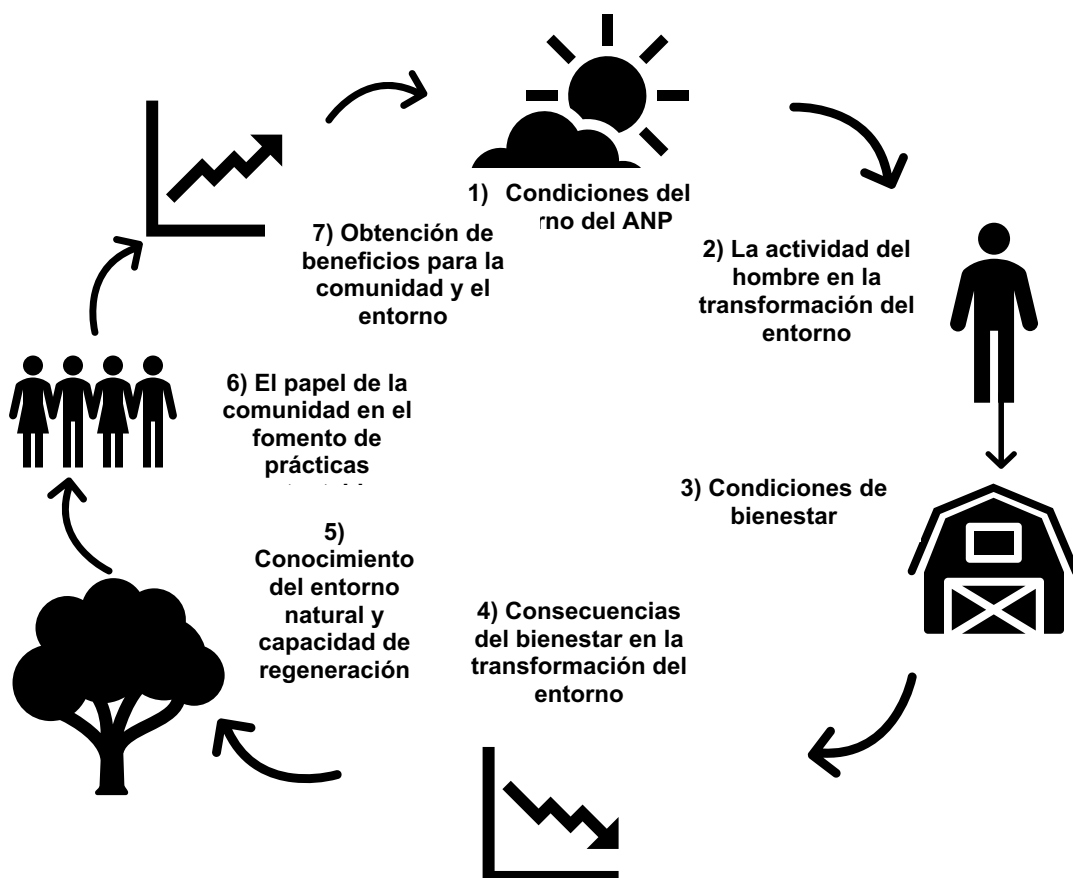 1) Condiciones del
rno del ANP
2) La actividad del
hombre en la
transformación del
entorno
3) Condiciones de
bienestar
4) Consecuencias
del bienestar en la
transformación del
entorno
5)
Conocimiento
del entorno
natural y
capacidad de
regeneración
6) El papel de la
comunidad en el
fomento de
prácticas
7) Obtención de
beneficios para la
comunidad y el
entorno